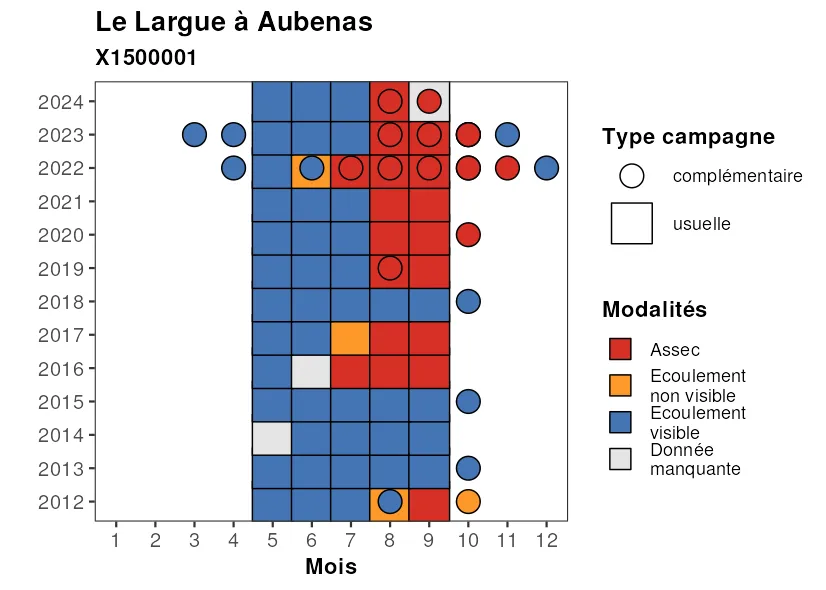 Le Largue à Aubenas
X1500001
2024
2023
2022
2021
2020
2019
2018
2017
2016
2015
2014
2013
2012
1 2 3 4 5 6 7 8 9 10 11 12
Mois
Type campagne
complémentaire
usuelle
Modalités
Assec
Ecoulement
non visible
Ecoulement
visible
Donnée
manquante